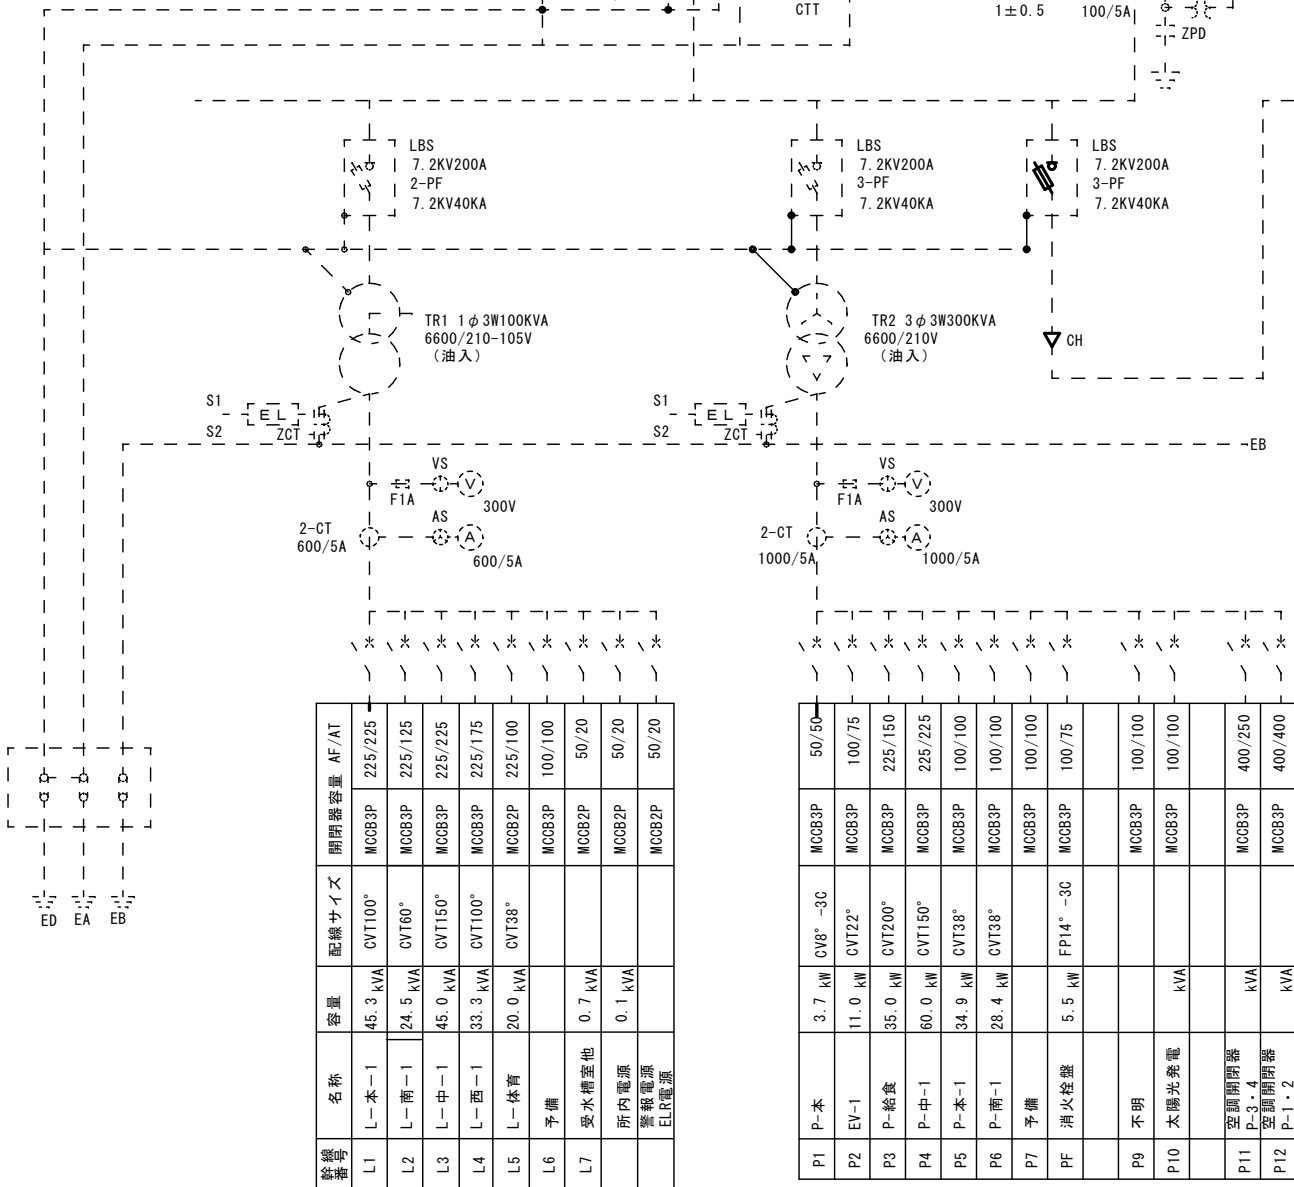 CTT
1±0.5
100/5A
ZPD
LBS
7.2KV200A
2-PF
7.2KV40KA
LBS
7.2KV200A
3-PF
7.2KV40KA
LBS
7.2KV200A
3-PF
7.2KV40KA
TR1 1φ3W100KVA
6600/210-105V
(油入)
TR2 3φ3W300KVA
6600/210V
(油入)
CH
S1
EL
S2
ZCT
S1
EL
S2
ZCT
EB
VS
V
F1A
300V
AS
2-CT
A
600/5A
600/5A
VS
V
F1A
300V
AS
2-CT
A
1000/5A
1000/5A
ED
EA
EB
幹線番号
名称
容量
配線サイズ
開閉器容量 AF/AT
L1
L-本-1
45.3 kVA
CVT100°
MCCB3P
225/225
L2
L-南-1
24.5 kVA
CVT60°
MCCB3P
225/125
L3
L-中-1
45.0 kVA
CVT150°
MCCB3P
225/225
L4
L-西-1
33.3 kVA
CVT100°
MCCB3P
225/175
L5
L-体育
20.0 kVA
CVT38°
MCCB2P
225/100
L6
予備
MCCB3P
100/100
L7
受水槽室他
0.7 kVA
MCCB2P
50/20
所内電源
0.1 kVA
MCCB2P
50/20
警報電源
ELR電源
MCCB2P
50/20
P1
P-本
3.7 kW
CV8° -3C
MCCB3P
50/50
P2
EV-1
11.0 kW
CVT22°
MCCB3P
100/75
P3
P-給食
35.0 kW
CVT200°
MCCB3P
225/150
P4
P-中-1
60.0 kW
CVT150°
MCCB3P
225/225
P5
P-本-1
34.9 kW
CVT38°
MCCB3P
100/100
P6
P-南-1
28.4 kW
CVT38°
MCCB3P
100/100
P7
予備
MCCB3P
100/100
PF
消火栓盤
5.5 kW
FP14° -3C
MCCB3P
100/75
P9
不明
MCCB3P
100/100
P10
太陽光発電
kVA
MCCB3P
100/100
P11
空調開閉器
P-3・4
kVA
MCCB3P
400/250
P12
空調開閉器
P-1・2
kVA
MCCB3P
400/400